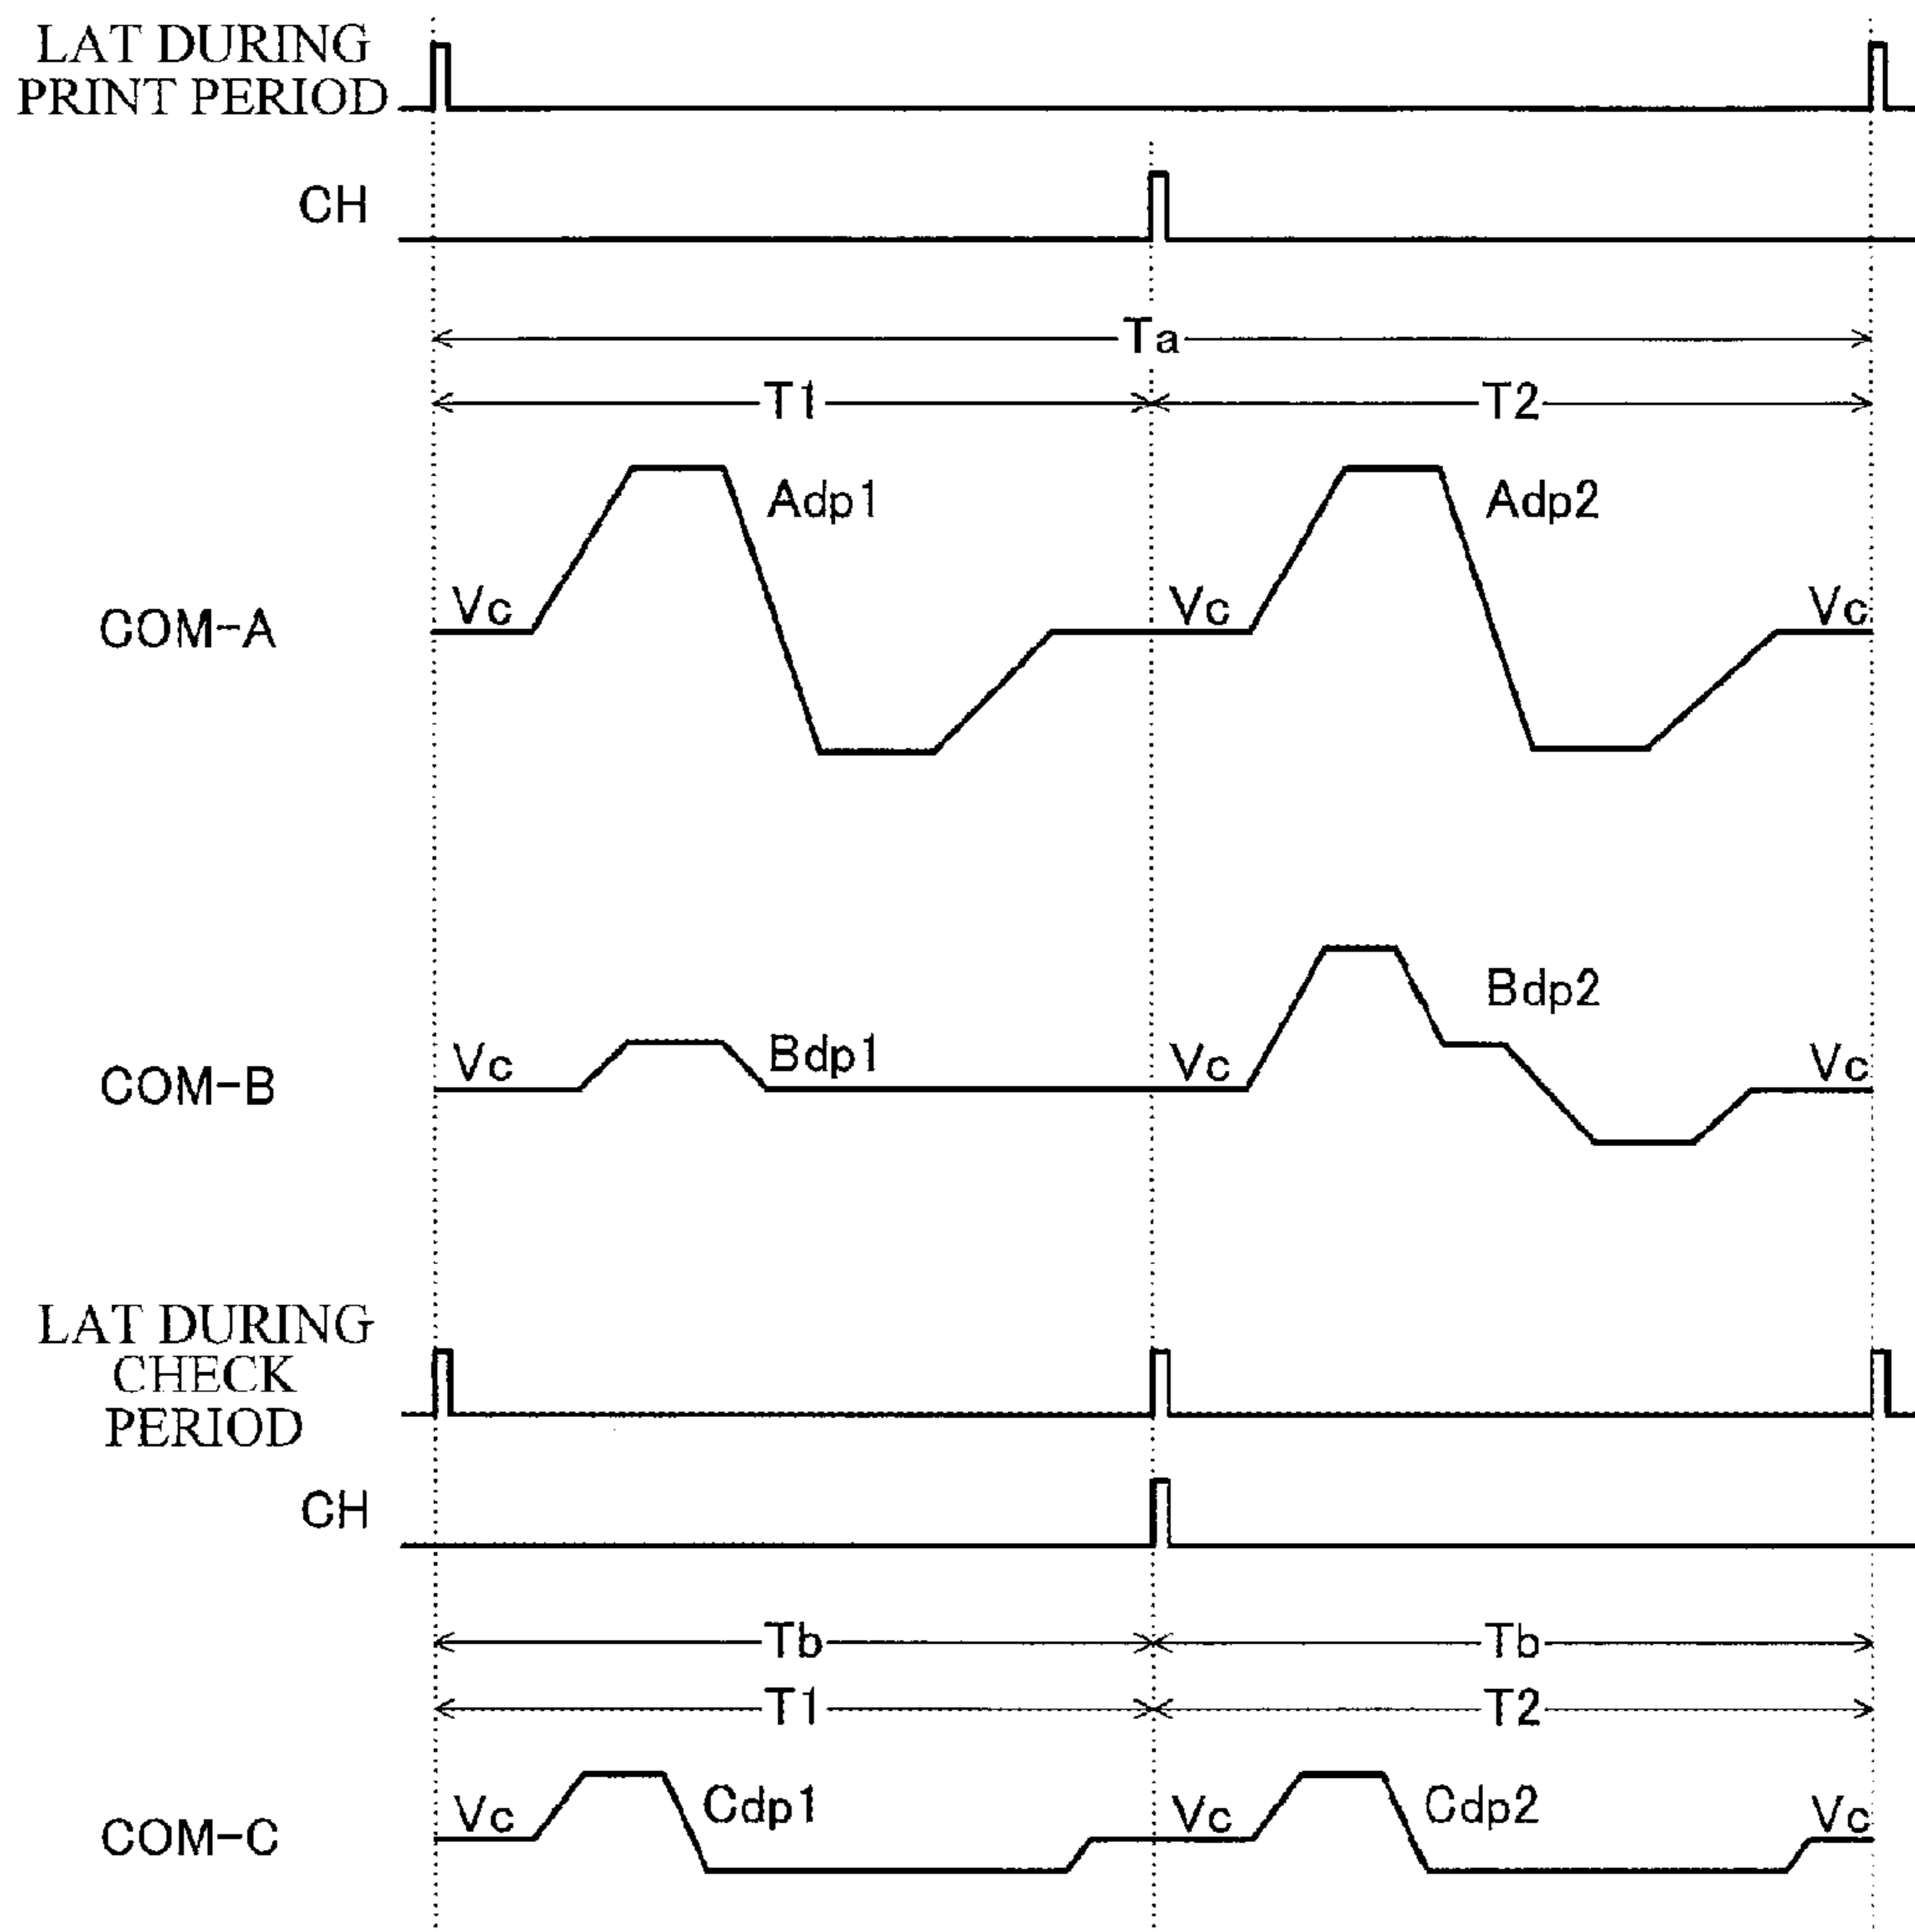 LAT DURING
PRINT PERIOD
CH
Ta
T1 T2
Adp1 Adp2
COM-A Vc Vc Vc
Bdp2
COM-B Vc Bdp1 Vc Vc
LAT DURING
CHECK
PERIOD
CH
Tb Tb
T1 T2
COM-C Vc Cdp1 Vc Cdp2 Vc